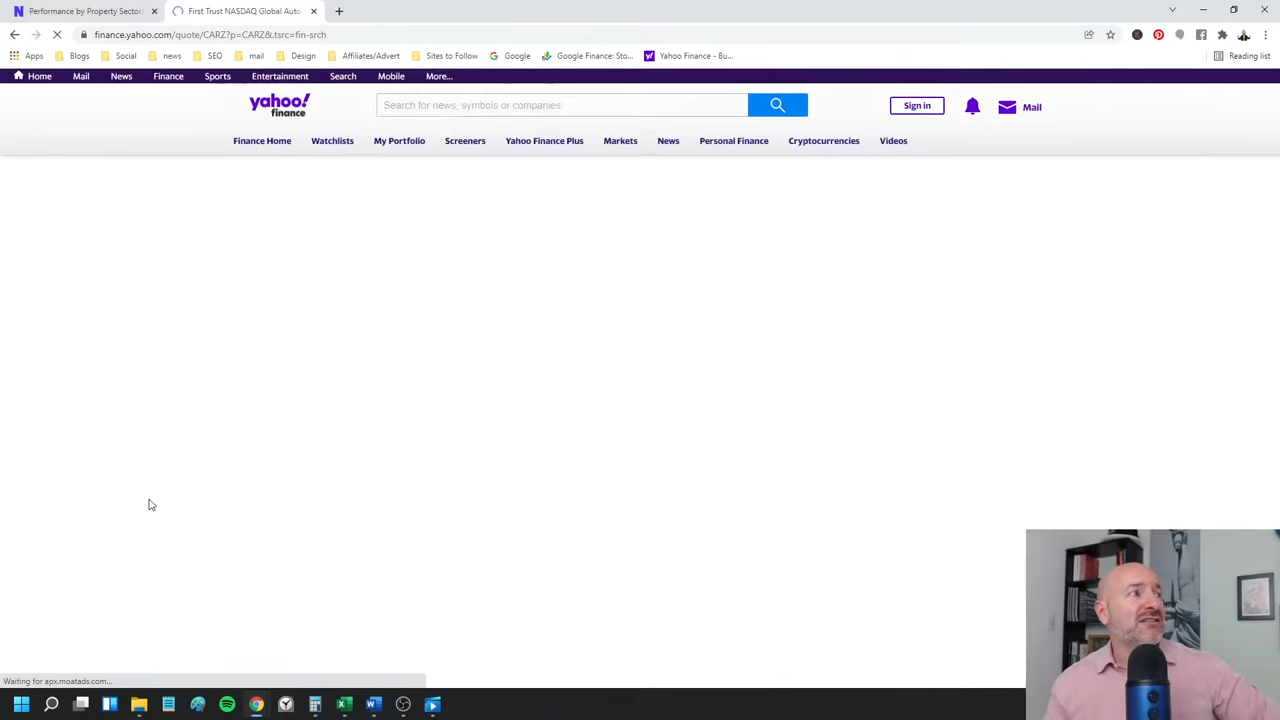 Performance by Property Sector/
First Trust NASDAQ Global Auto
finance.yahoo.com/quote/CARZ?p=CARZ&.tsrc=fin-srch
Apps Blogs Social news SEO mail Design Affiliates/Advert Sites to Follow Google Google Finance: Sto... Yahoo Finance - Bu... Reading list
Home Mail News Finance Sports Entertainment Search Mobile More...
yahoo!
finance
Search for news, symbols or companies
Sign in
Mail
Finance Home Watchlists My Portfolio Screeners Yahoo Finance Plus Markets News Personal Finance Cryptocurrencies Videos
Waiting for apx.moatads.com...